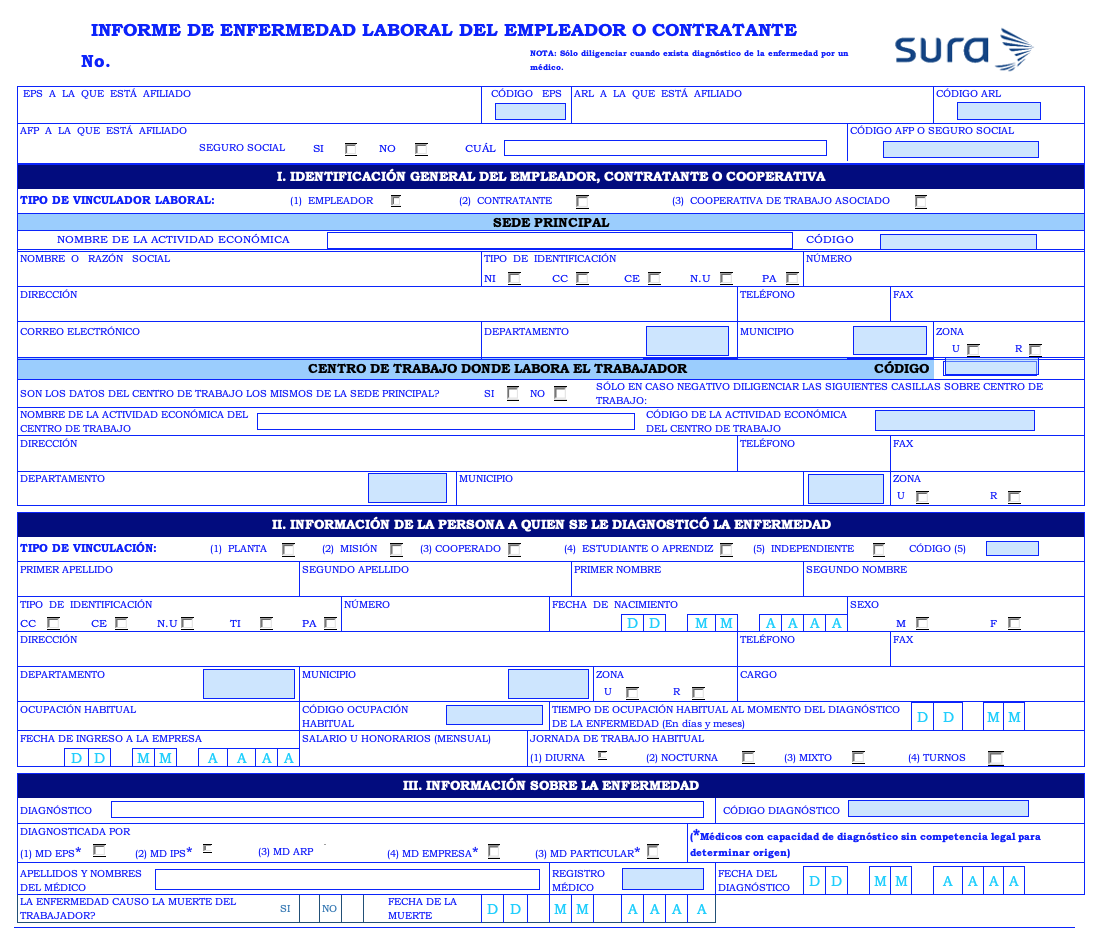 INFORME DE ENFERMEDAD LABORAL DEL EMPLEADOR O CONTRATANTE
No.
NOTA: Sólo diligenciar cuando exista diagnóstico de la enfermedad por un
médico.
sura
EPS A LA QUE ESTÁ AFILIADO CÓDIGO EPS ARL A LA QUE ESTÁ AFILIADO CÓDIGO ARL
AFP A LA QUE ESTÁ AFILIADO CÓDIGO AFP O SEGURO SOCIAL
SEGURO SOCIAL SI NO CUÁL
I. IDENTIFICACIÓN GENERAL DEL EMPLEADOR, CONTRATANTE O COOPERATIVA
TIPO DE VINCULADOR LABORAL: (1) EMPLEADOR (2) CONTRATANTE (3) COOPERATIVA DE TRABAJO ASOCIADO
SEDE PRINCIPAL
NOMBRE DE LA ACTIVIDAD ECONÓMICA CÓDIGO
NOMBRE O RAZÓN SOCIAL TIPO DE IDENTIFICACIÓN NÚMERO
NI CC CE N.U PA
DIRECCIÓN TELÉFONO FAX
CORREO ELECTRÓNICO DEPARTAMENTO MUNICIPIO ZONA
U R
CENTRO DE TRABAJO DONDE LABORA EL TRABAJADOR CÓDIGO
SON LOS DATOS DEL CENTRO DE TRABAJO LOS MISMOS DE LA SEDE PRINCIPAL? SI NO SÓLO EN CASO NEGATIVO DILIGENCIAR LAS SIGUIENTES CASILLAS SOBRE CENTRO DE
TRABAJO:
NOMBRE DE LA ACTIVIDAD ECONÓMICA DEL CÓDIGO DE LA ACTIVIDAD ECONÓMICA
CENTRO DE TRABAJO DEL CENTRO DE TRABAJO
DIRECCIÓN TELÉFONO FAX
DEPARTAMENTO MUNICIPIO ZONA
U R
II. INFORMACIÓN DE LA PERSONA A QUIEN SE LE DIAGNOSTICÓ LA ENFERMEDAD
TIPO DE VINCULACIÓN: (1) PLANTA (2) MISIÓN (3) COOPERADO (4) ESTUDIANTE O APRENDIZ (5) INDEPENDIENTE CÓDIGO (5)
PRIMER APELLIDO SEGUNDO APELLIDO PRIMER NOMBRE SEGUNDO NOMBRE
TIPO DE IDENTIFICACIÓN NÚMERO FECHA DE NACIMIENTO SEXO
CC CE N.U TI PA D D M M A A A A M F
DIRECCIÓN TELÉFONO FAX
DEPARTAMENTO MUNICIPIO ZONA CARGO
U R
OCUPACIÓN HABITUAL CÓDIGO OCUPACIÓN TIEMPO DE OCUPACIÓN HABITUAL AL MOMENTO DEL DIAGNÓSTICO D D M M
HABITUAL DE LA ENFERMEDAD (En días y meses)
FECHA DE INGRESO A LA EMPRESA SALARIO U HONORARIOS (MENSUAL) JORNADA DE TRABAJO HABITUAL
D D M M A A A A (1) DIURNA (2) NOCTURNA (3) MIXTO (4) TURNOS
III. INFORMACIÓN SOBRE LA ENFERMEDAD
DIAGNÓSTICO CÓDIGO DIAGNÓSTICO
DIAGNOSTICADA POR (*Médicos con capacidad de diagnóstico sin competencia legal para
(1) MD EPS* (2) MD IPS* (3) MD ARP (4) MD EMPRESA* (3) MD PARTICULAR* determinar origen)
APELLIDOS Y NOMBRES REGISTRO FECHA DEL D D M M A A A A
DEL MÉDICO MÉDICO DIAGNÓSTICO
LA ENFERMEDAD CAUSO LA MUERTE DEL SI NO FECHA DE LA D D M M A A A A
TRABAJADOR? MUERTE